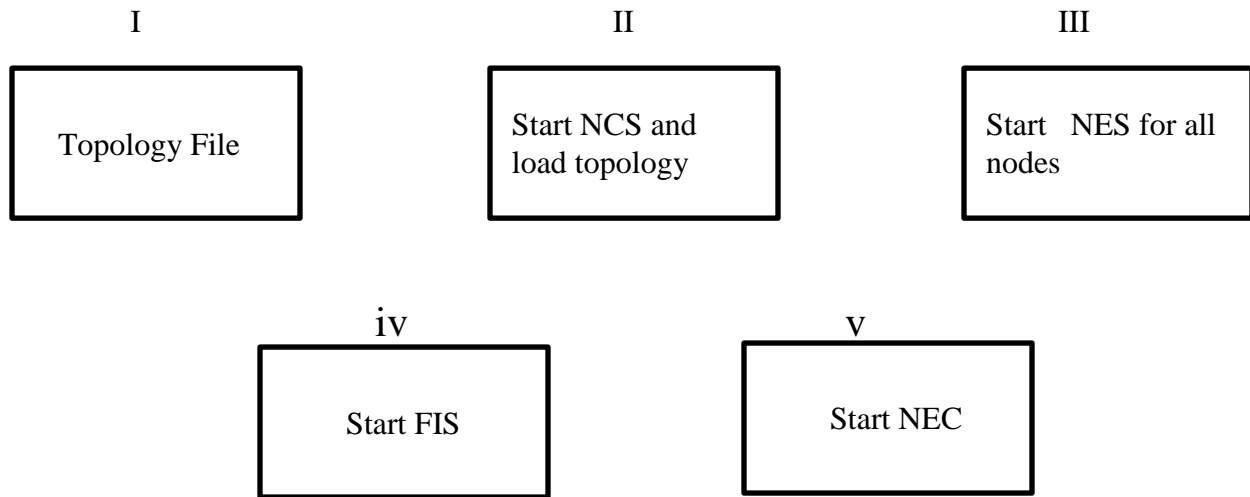 I
II
III
Topology File
Start NCS and
load topology
Start NES for all
nodes
iv
v
Start FIS
Start NEC